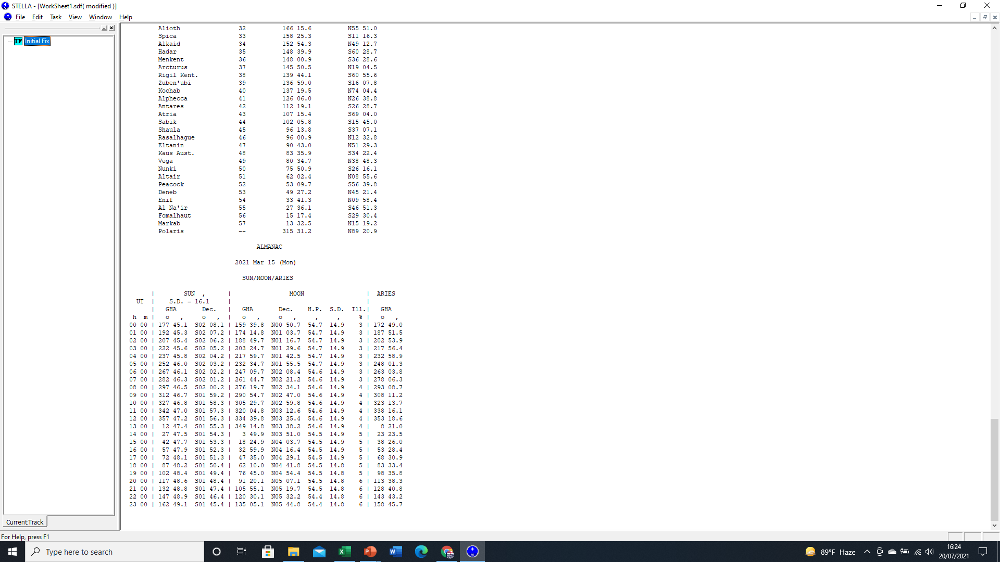 STELLA - [WorkSheet1.sdf( modified )]
File Edit Task View Window Help
IF Initial Fix
Alioth 32 166 15.6 N55 51.0
Spica 33 158 25.3 S11 16.3
Alkaid 34 152 54.3 N49 12.7
Hadar 35 148 39.9 S60 28.7
Menkent 36 148 00.9 S36 28.6
Arcturus 37 145 50.5 N19 04.5
Rigil Kent. 38 139 44.1 S60 55.6
Zuben'ubi 39 136 59.0 S16 07.8
Kochab 40 137 19.5 N74 04.4
Alphecca 41 126 06.0 N26 38.8
Antares 42 112 19.1 S26 28.7
Atria 43 107 15.4 S69 04.0
Sabik 44 102 05.8 S15 45.0
Shaula 45 96 13.8 S37 07.1
Rasalhague 46 96 00.9 N12 32.8
Eltanin 47 90 43.0 N51 29.3
Kaus Aust. 48 83 35.9 S34 22.4
Vega 49 80 34.7 N38 48.3
Nunki 50 75 50.9 S26 16.1
Altair 51 62 02.4 N08 55.6
Peacock 52 53 09.7 S56 39.8
Deneb 53 49 27.2 N45 21.4
Enif 54 33 41.3 N09 58.4
Al Na'ir 55 27 36.1 S46 51.3
Fomalhaut 56 15 17.4 S29 30.4
Markab 57 13 32.5 N15 19.2
Polaris -- 315 31.2 N89 20.9
ALMANAC
2021 Mar 15 (Mon)
SUN/MOON/ARIES
| SUN , | MOON | ARIES
UT | S.D. = 16.1 | |
| GHA Dec. | GHA Dec. H.P. S.D. Ill.| GHA
h m | o , o , | o , o , , , % | o ,
00 00 | 177 45.1 S02 08.1 | 159 39.8 N00 50.7 54.7 14.9 3 | 172 49.0
01 00 | 192 45.3 S02 07.2 | 174 14.8 N01 03.7 54.7 14.9 3 | 187 51.5
02 00 | 207 45.4 S02 06.2 | 188 49.7 N01 16.7 54.7 14.9 3 | 202 53.9
03 00 | 222 45.6 S02 05.2 | 203 24.7 N01 29.6 54.7 14.9 3 | 217 56.4
04 00 | 237 45.8 S02 04.2 | 217 59.7 N01 42.5 54.7 14.9 3 | 232 58.9
05 00 | 252 46.0 S02 03.2 | 232 34.7 N01 55.5 54.7 14.9 3 | 248 01.3
06 00 | 267 46.1 S02 02.2 | 247 09.7 N02 08.4 54.6 14.9 3 | 263 03.8
07 00 | 282 46.3 S02 01.2 | 261 44.7 N02 21.2 54.6 14.9 3 | 278 06.3
08 00 | 297 46.5 S02 00.2 | 276 19.7 N02 34.1 54.6 14.9 4 | 293 08.7
09 00 | 312 46.7 S01 59.2 | 290 54.7 N02 47.0 54.6 14.9 4 | 308 11.2
10 00 | 327 46.8 S01 58.3 | 305 29.7 N02 59.8 54.6 14.9 4 | 323 13.7
11 00 | 342 47.0 S01 57.3 | 320 04.8 N03 12.6 54.6 14.9 4 | 338 16.1
12 00 | 357 47.2 S01 56.3 | 334 39.8 N03 25.4 54.6 14.9 4 | 353 18.6
13 00 | 12 47.4 S01 55.3 | 349 14.8 N03 38.2 54.6 14.9 4 | 8 21.0
14 00 | 27 47.5 S01 54.3 | 3 49.9 N03 51.0 54.5 14.9 5 | 23 23.5
15 00 | 42 47.7 S01 53.3 | 18 24.9 N04 03.7 54.5 14.9 5 | 38 26.0
16 00 | 57 47.9 S01 52.3 | 32 59.9 N04 16.4 54.5 14.9 5 | 53 28.4
17 00 | 72 48.1 S01 51.3 | 47 35.0 N04 29.1 54.5 14.9 5 | 68 30.9
18 00 | 87 48.2 S01 50.4 | 62 10.0 N04 41.8 54.5 14.8 5 | 83 33.4
19 00 | 102 48.4 S01 49.4 | 76 45.0 N04 54.4 54.5 14.8 5 | 98 35.8
20 00 | 117 48.6 S01 48.4 | 91 20.1 N05 07.1 54.5 14.8 6 | 113 38.3
21 00 | 132 48.8 S01 47.4 | 105 55.1 N05 19.7 54.5 14.8 6 | 128 40.8
22 00 | 147 48.9 S01 46.4 | 120 30.1 N05 32.2 54.4 14.8 6 | 143 43.2
23 00 | 162 49.1 S01 45.4 | 135 05.1 N05 44.8 54.4 14.8 6 | 158 45.7
CurrentTrack
For Help, press F1
Type here to search
89°F Haze
16:24
20/07/2021